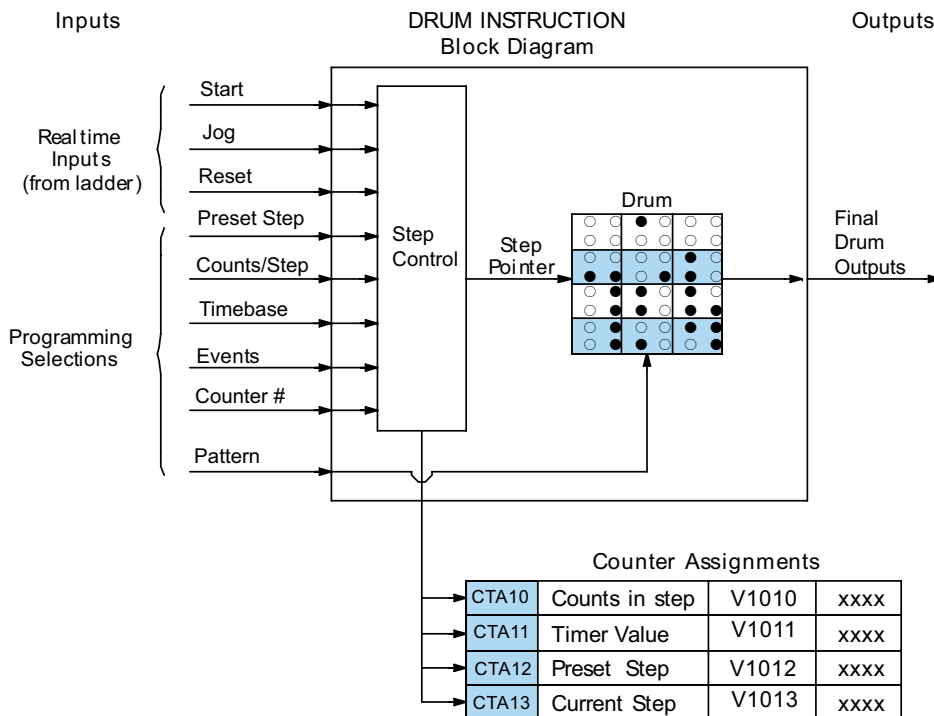 Inputs
DRUM INSTRUCTION
Block Diagram
Outputs
Real time
Inputs
(from ladder)
Start
Jog
Reset
Programming
Selections
Preset Step
Counts/Step
Timebase
Events
Counter #
Pattern
Step
Control
Step
Pointer
Drum
Final
Drum
Outputs
Counter Assignments
CTA10 Counts in step V1010 xxxx
CTA11 Timer Value V1011 xxxx
CTA12 Preset Step V1012 xxxx
CTA13 Current Step V1013 xxxx